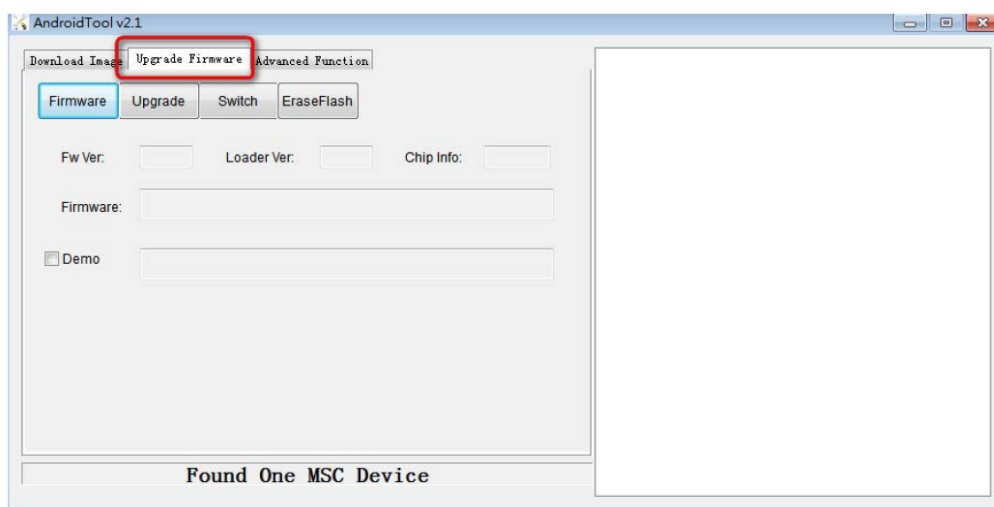 AndroidTool v2.1
Download Image Upgrade Firmware Advanced Function
Firmware Upgrade Switch EraseFlash
Fw Ver: Loader Ver: Chip Info:
Firmware:
Demo
Found One MSC Device